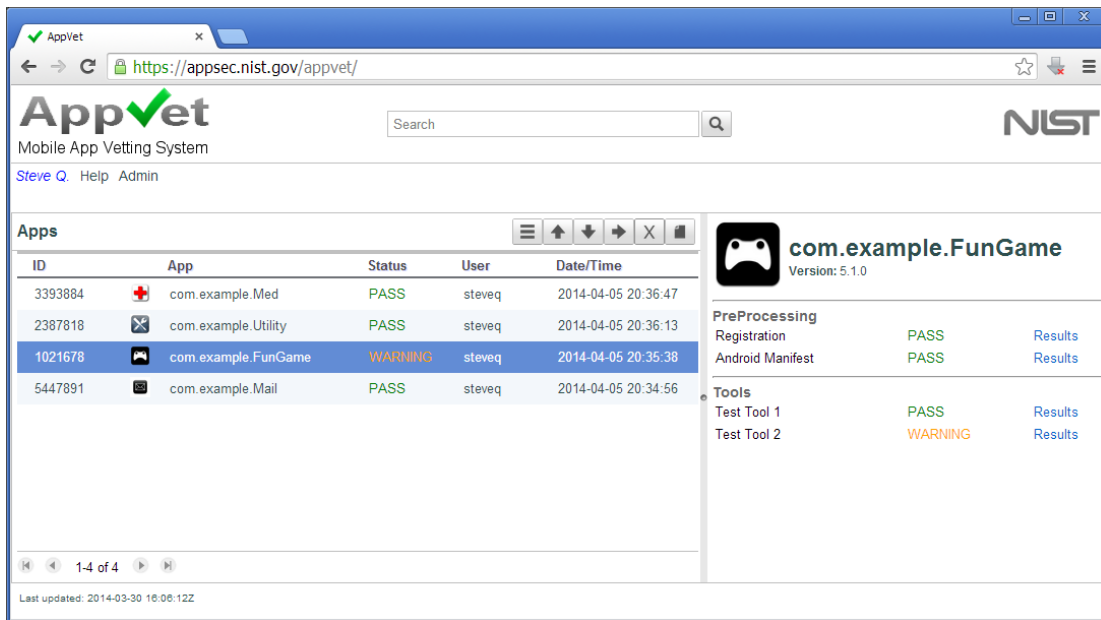 AppVet
https://appsec.nist.gov/appvet/
AppVet
Mobile App Vetting System
Search
NIST
Steve Q. Help Admin
Apps
X
ID App Status User Date/Time
3393884 com.example.Med PASS steveq 2014-04-05 20:36:47
2387818 com.example.Utility PASS steveq 2014-04-05 20:36:13
1021678 com.example.FunGame WARNING steveq 2014-04-05 20:35:38
5447891 com.example.Mail PASS steveq 2014-04-05 20:34:56
1-4 of 4
com.example.FunGame
Version: 5.1.0
PreProcessing
Registration PASS Results
Android Manifest PASS Results
Tools
Test Tool 1 PASS Results
Test Tool 2 WARNING Results
Last updated: 2014-03-30 16:06:12Z